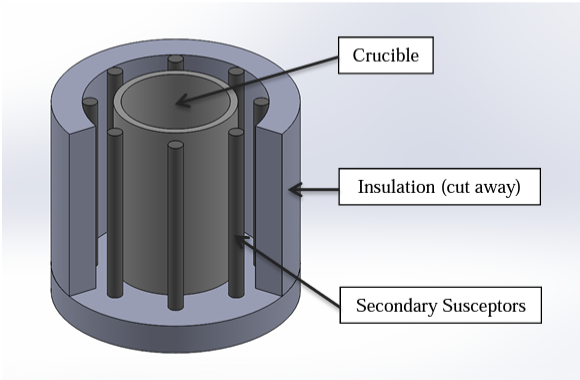 Crucible
Insulation (cut away)
Secondary Susceptors